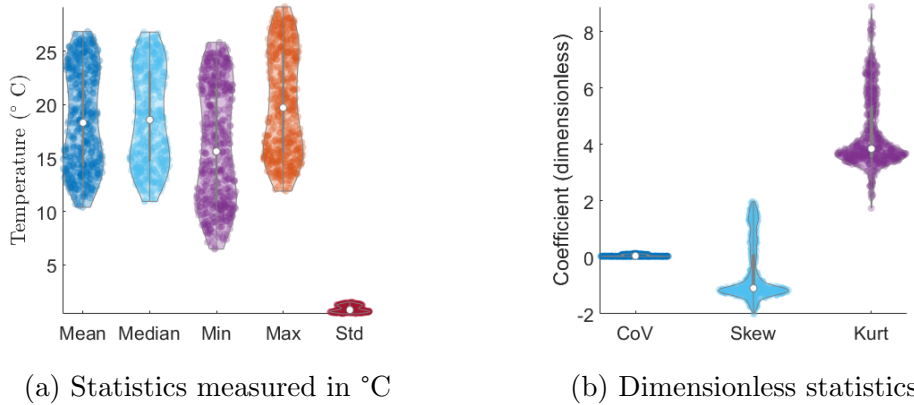 Temperature (° C)
25
20
15
10
5
Mean Median Min Max Std
(a) Statistics measured in °C
Coefficient (dimensionless)
8
6
4
2
0
-2
CoV Skew Kurt
(b) Dimensionless statistics